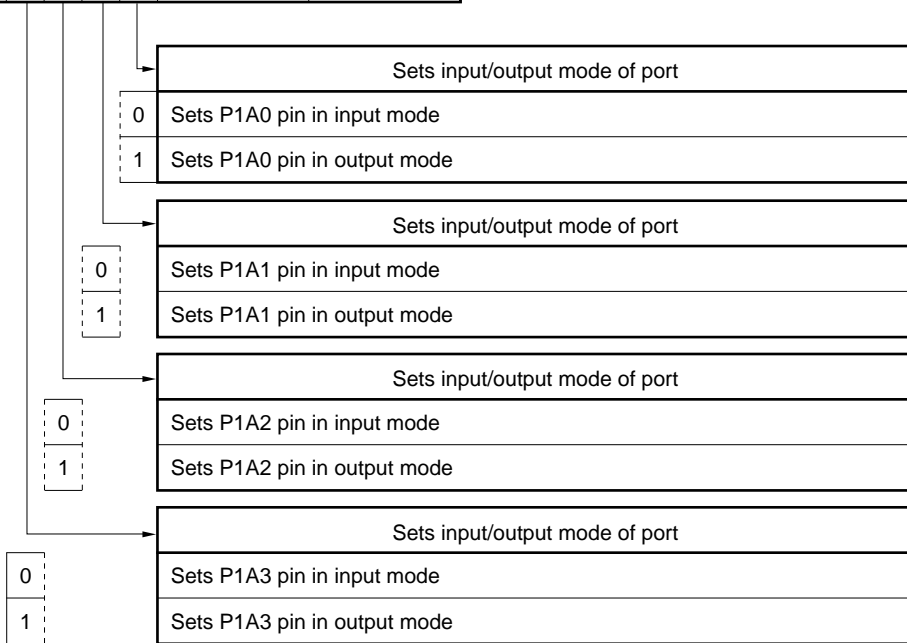 Sets input/output mode of port
0 Sets P1A0 pin in input mode
1 Sets P1A0 pin in output mode
Sets input/output mode of port
0 Sets P1A1 pin in input mode
1 Sets P1A1 pin in output mode
Sets input/output mode of port
0 Sets P1A2 pin in input mode
1 Sets P1A2 pin in output mode
Sets input/output mode of port
0 Sets P1A3 pin in input mode
1 Sets P1A3 pin in output mode